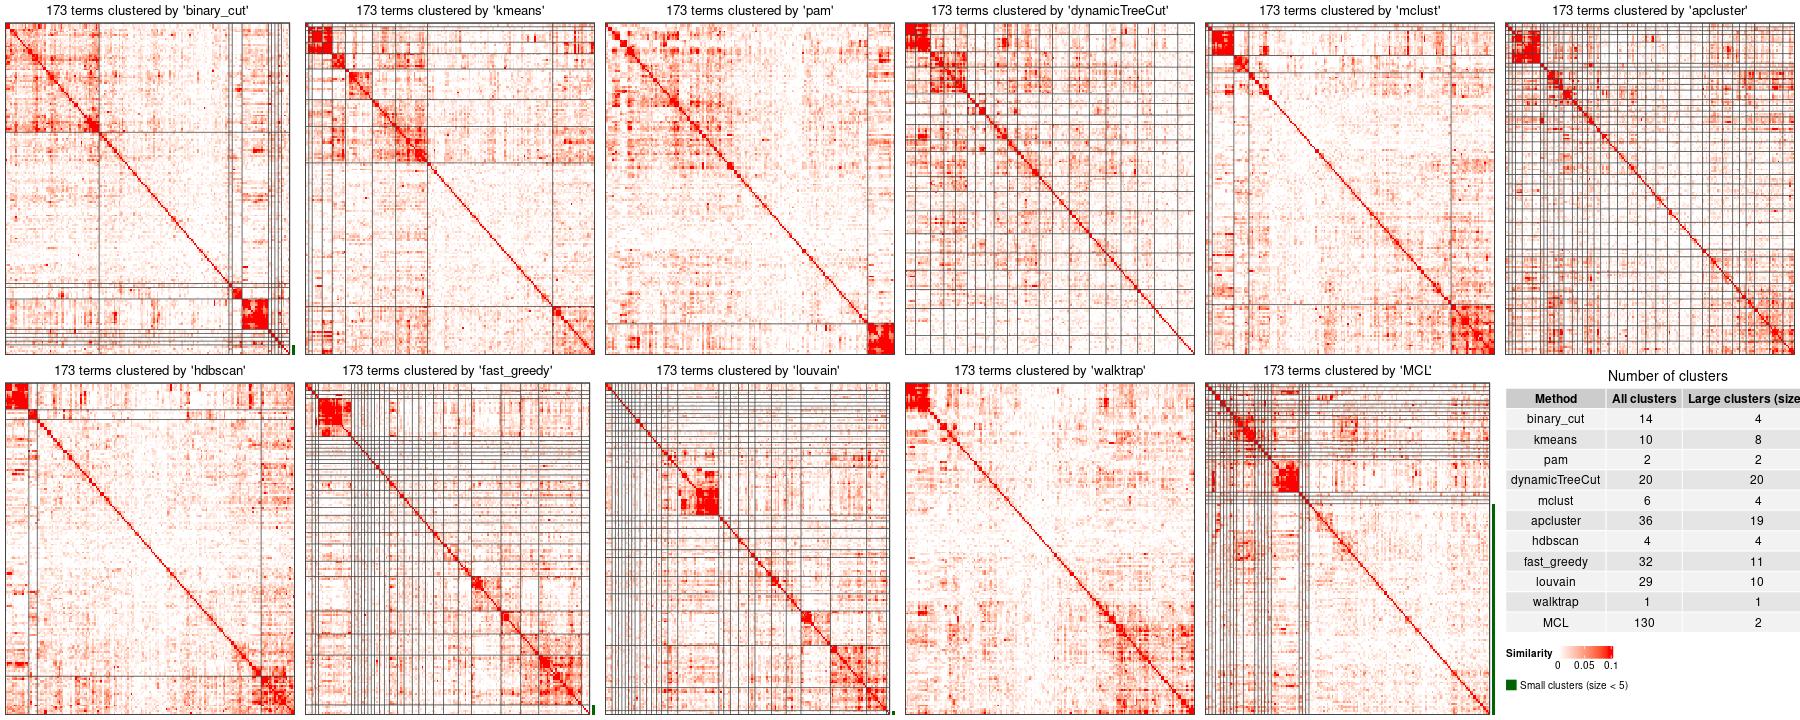 173 terms clustered by 'binary_cut'
173 terms clustered by 'kmeans'
173 terms clustered by 'pam'
173 terms clustered by 'dynamicTreeCut'
173 terms clustered by 'mclust'
173 terms clustered by 'apcluster'
173 terms clustered by 'hdbscan'
173 terms clustered by 'fast_greedy'
173 terms clustered by 'louvain'
173 terms clustered by 'walktrap'
173 terms clustered by 'MCL'
Number of clusters
Method All clusters Large clusters (size
binary_cut 14 4
kmeans 10 8
pam 2 2
dynamicTreeCut 20 20
mclust 6 4
apcluster 36 19
hdbscan 4 4
fast_greedy 32 11
louvain 29 10
walktrap 1 1
MCL 130 2
Similarity
0 0.05 0.1
Small clusters (size < 5)